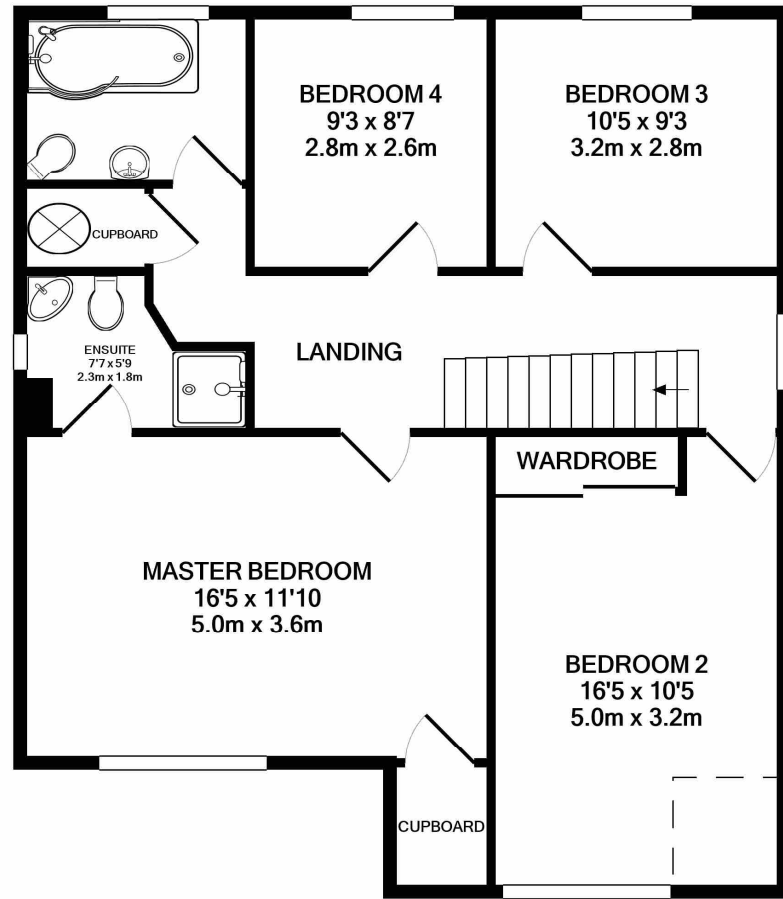 BEDROOM 4
9'3 x 8'7
2.8m x 2.6m
BEDROOM 3
10'5 x 9'3
3.2m x 2.8m
CUPBOARD
ENSUITE
7'7 x 5'9
2.3m x 1.8m
LANDING
WARDROBE
MASTER BEDROOM
16'5 x 11'10
5.0m x 3.6m
BEDROOM 2
16'5 x 10'5
5.0m x 3.2m
CUPBOARD